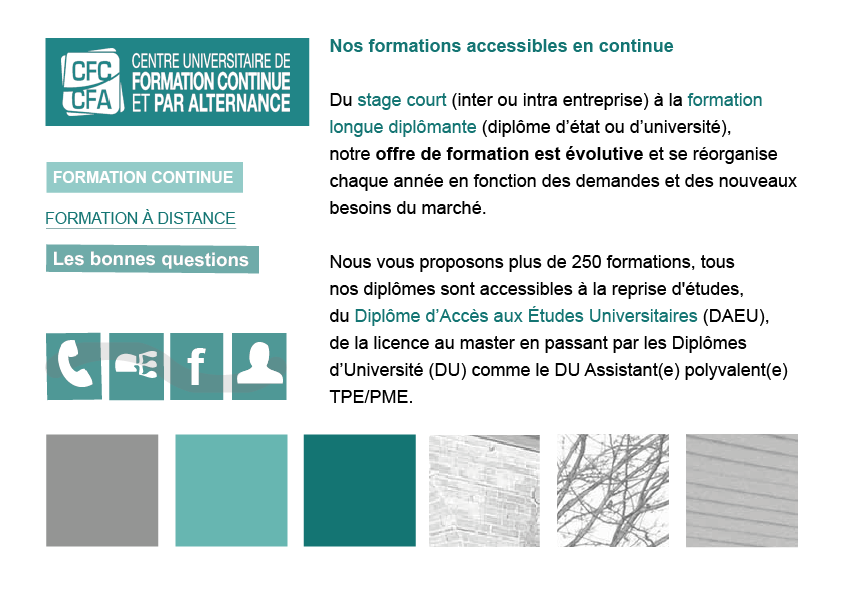 CFC
CFA
CENTRE UNIVERSITAIRE DE
FORMATION CONTINUE
ET PAR ALTERNANCE
FORMATION CONTINUE
FORMATION À DISTANCE
Les bonnes questions
f
Nos formations accessibles en continue
Du stage court (inter ou intra entreprise) à la formation
longue diplômante (diplôme d’état ou d’université),
notre offre de formation est évolutive et se réorganise
chaque année en fonction des demandes et des nouveaux
besoins du marché.
Nous vous proposons plus de 250 formations, tous
nos diplômes sont accessibles à la reprise d'études,
du Diplôme d’Accès aux Études Universitaires (DAEU),
de la licence au master en passant par les Diplômes
d’Université (DU) comme le DU Assistant(e) polyvalent(e)
TPE/PME.